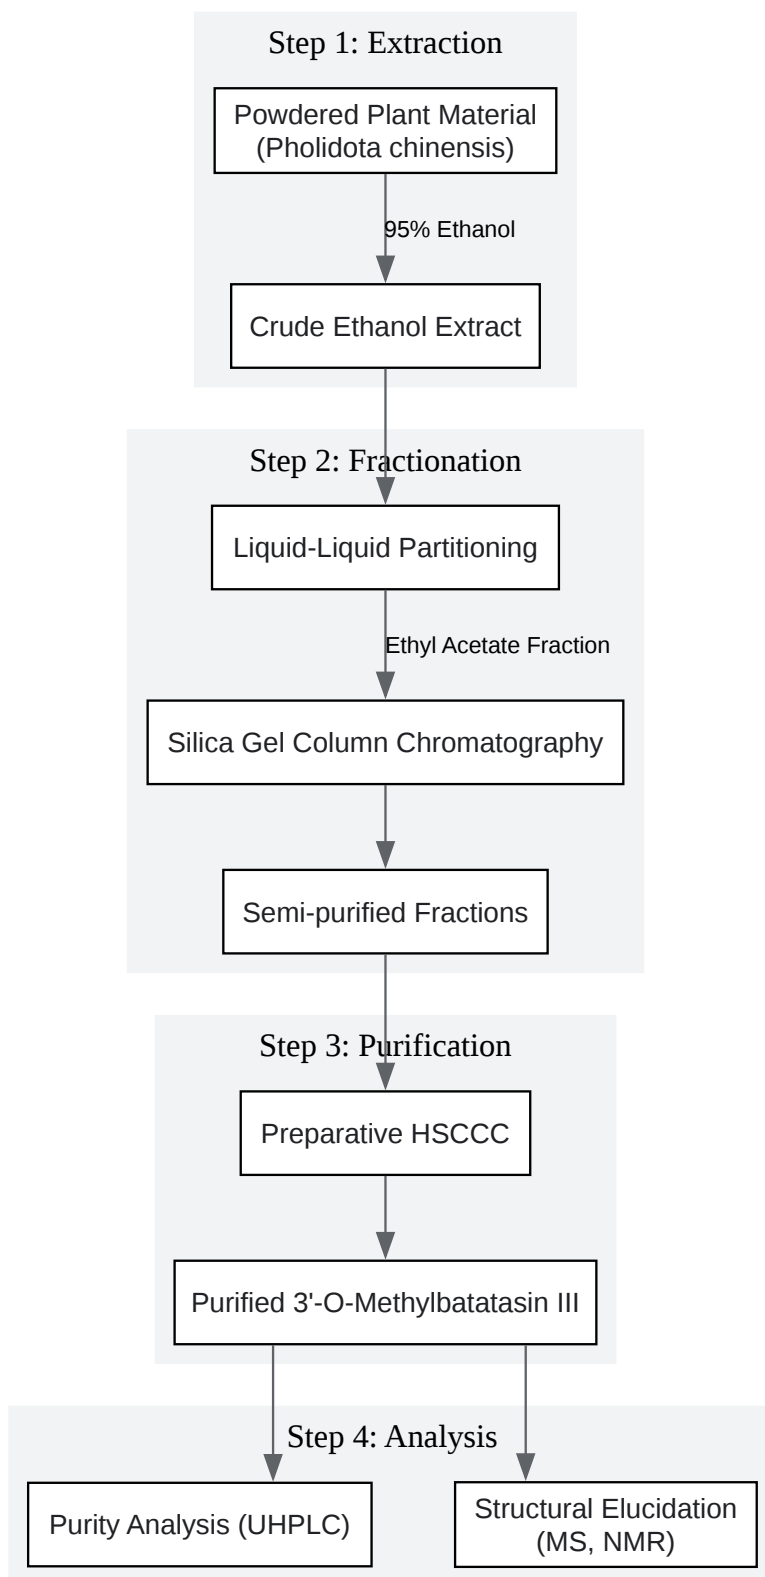 Step 1: Extraction
Powdered Plant Material
(Pholidota chinensis)
95% Ethanol
Crude Ethanol Extract
Step 2: Fractionation
Liquid-Liquid Partitioning
Ethyl Acetate Fraction
Silica Gel Column Chromatography
Semi-purified Fractions
Step 3: Purification
Preparative HSCCC
Purified 3'-O-Methylbatatasin III
Step 4: Analysis
Purity Analysis (UHPLC)
Structural Elucidation
(MS, NMR)